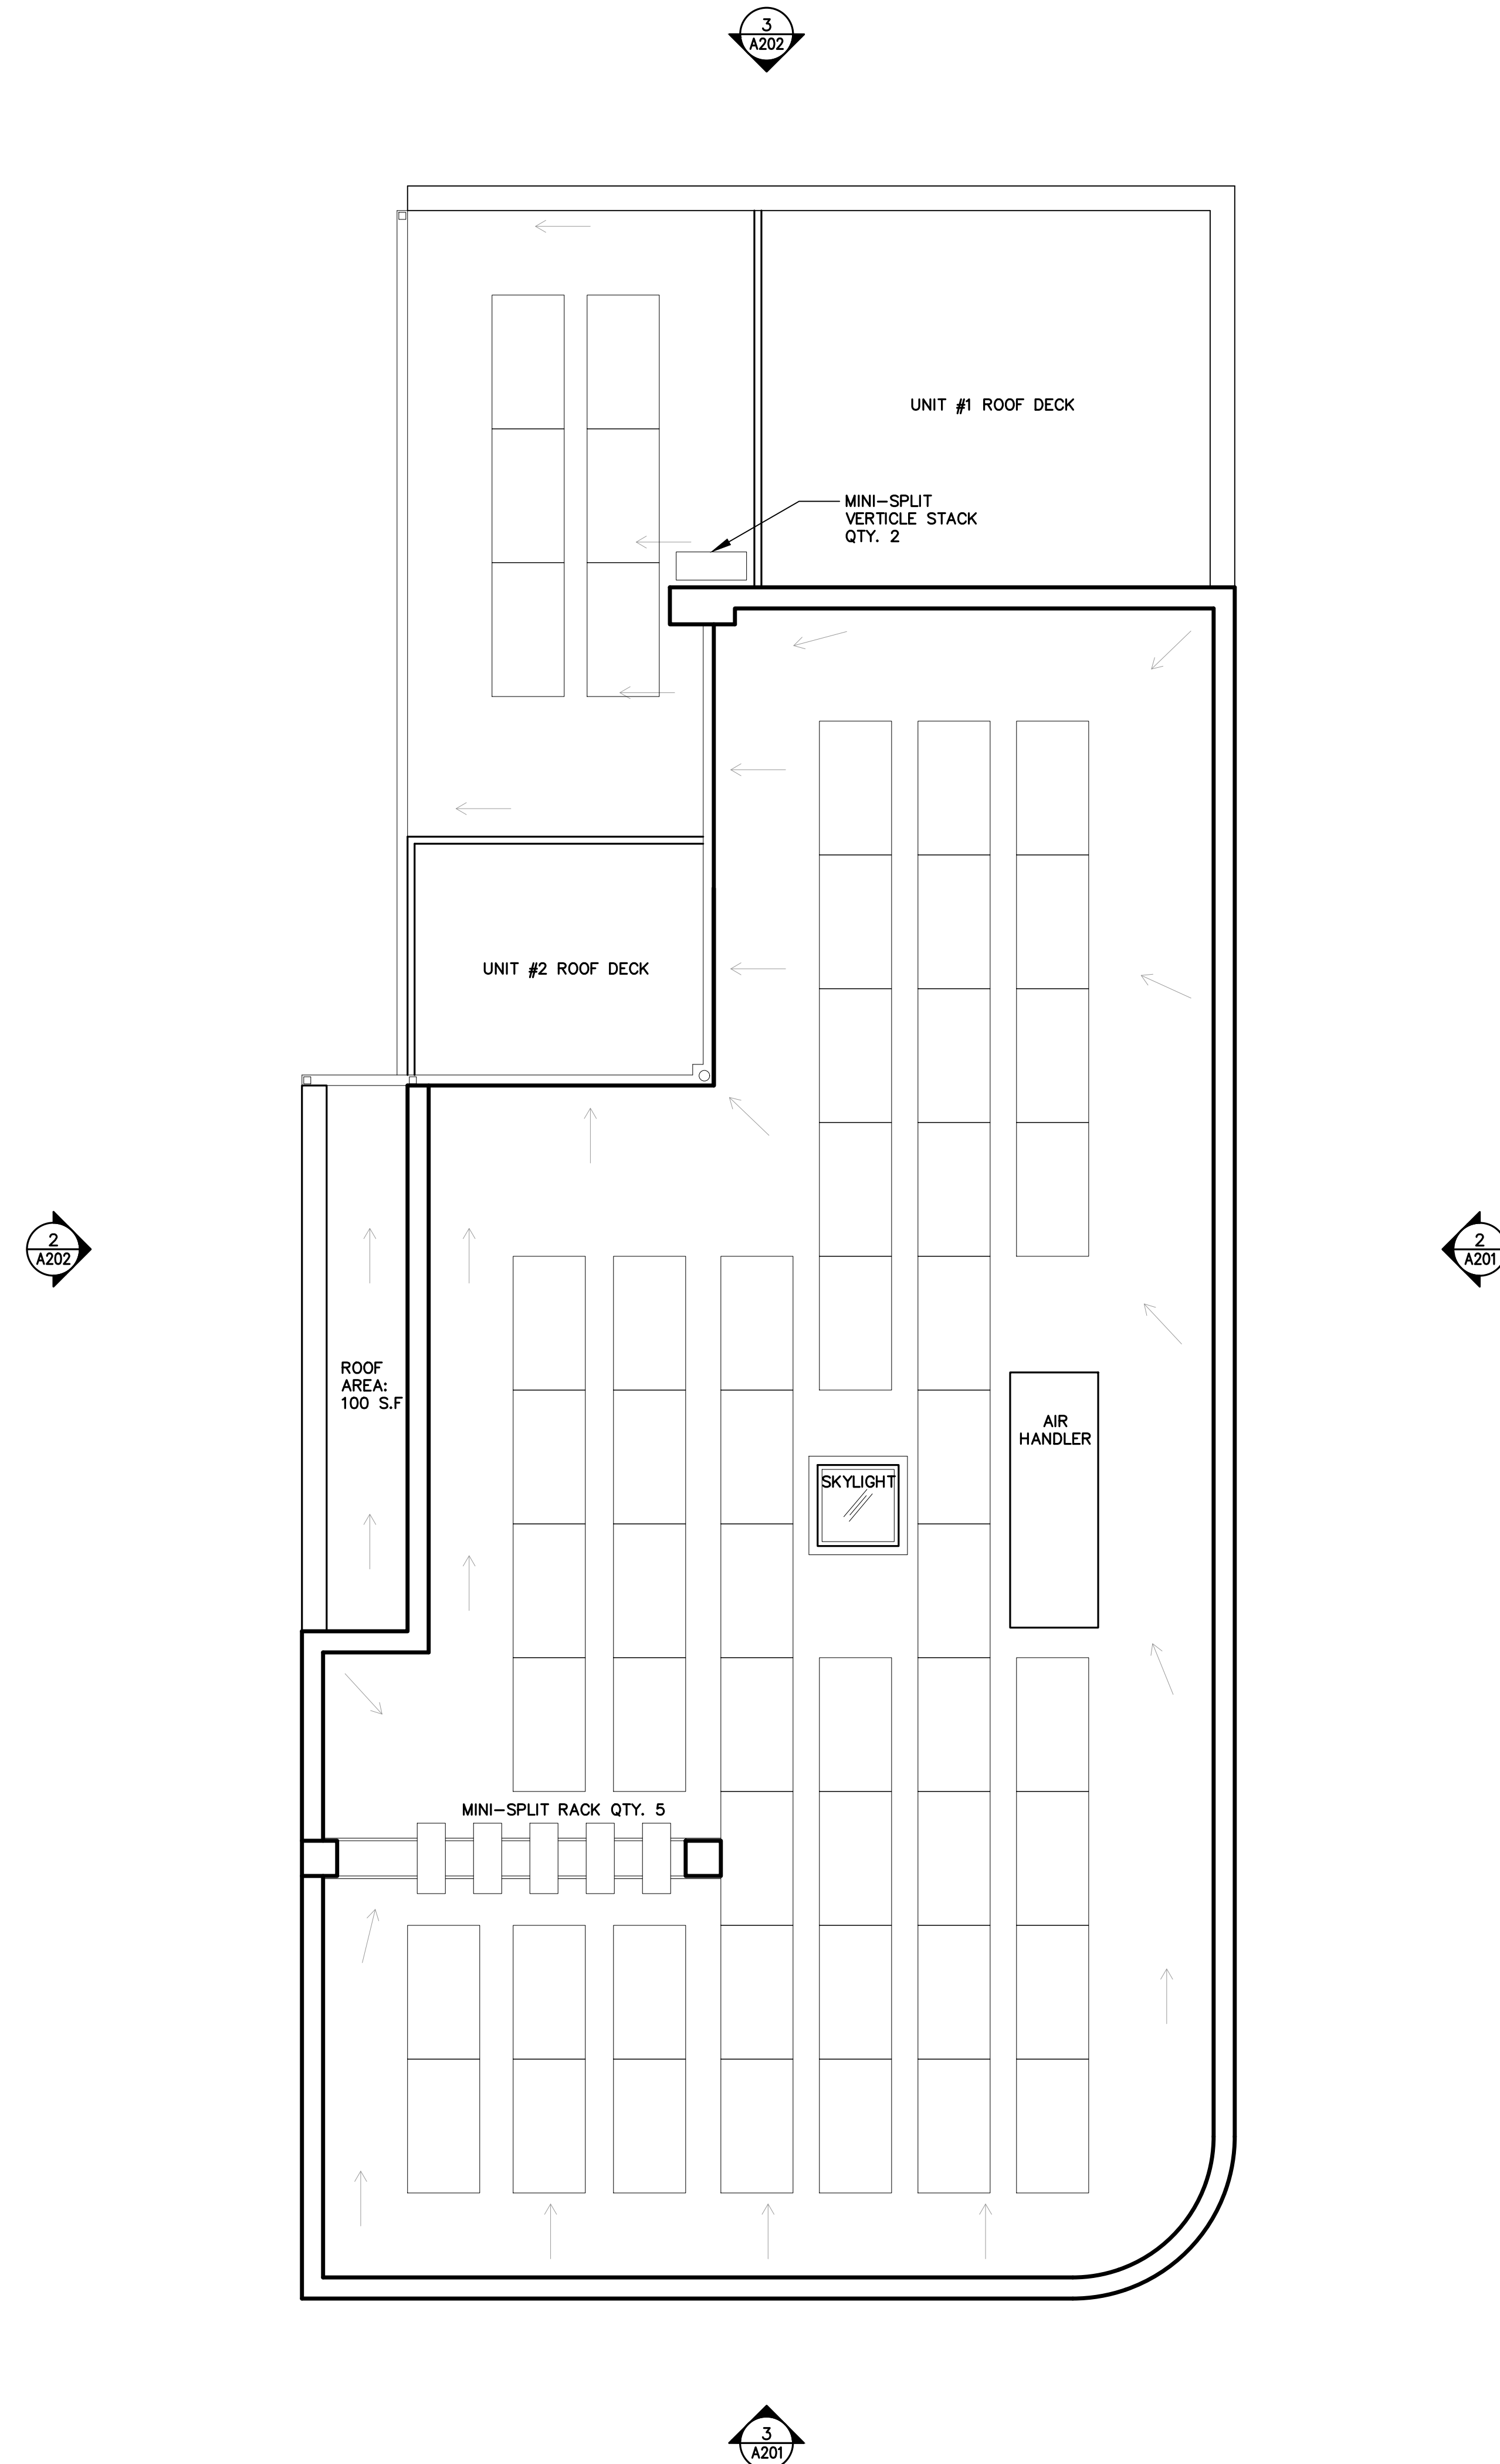 3
A202
UNIT #1 ROOF DECK
MINI-SPLIT
VERTICLE STACK
QTY. 2
UNIT #2 ROOF DECK
2
A202
2
A201
ROOF
AREA:
100 S.F
AIR
HANDLER
SKYLIGHT
MINI-SPLIT RACK QTY. 5
3
A201